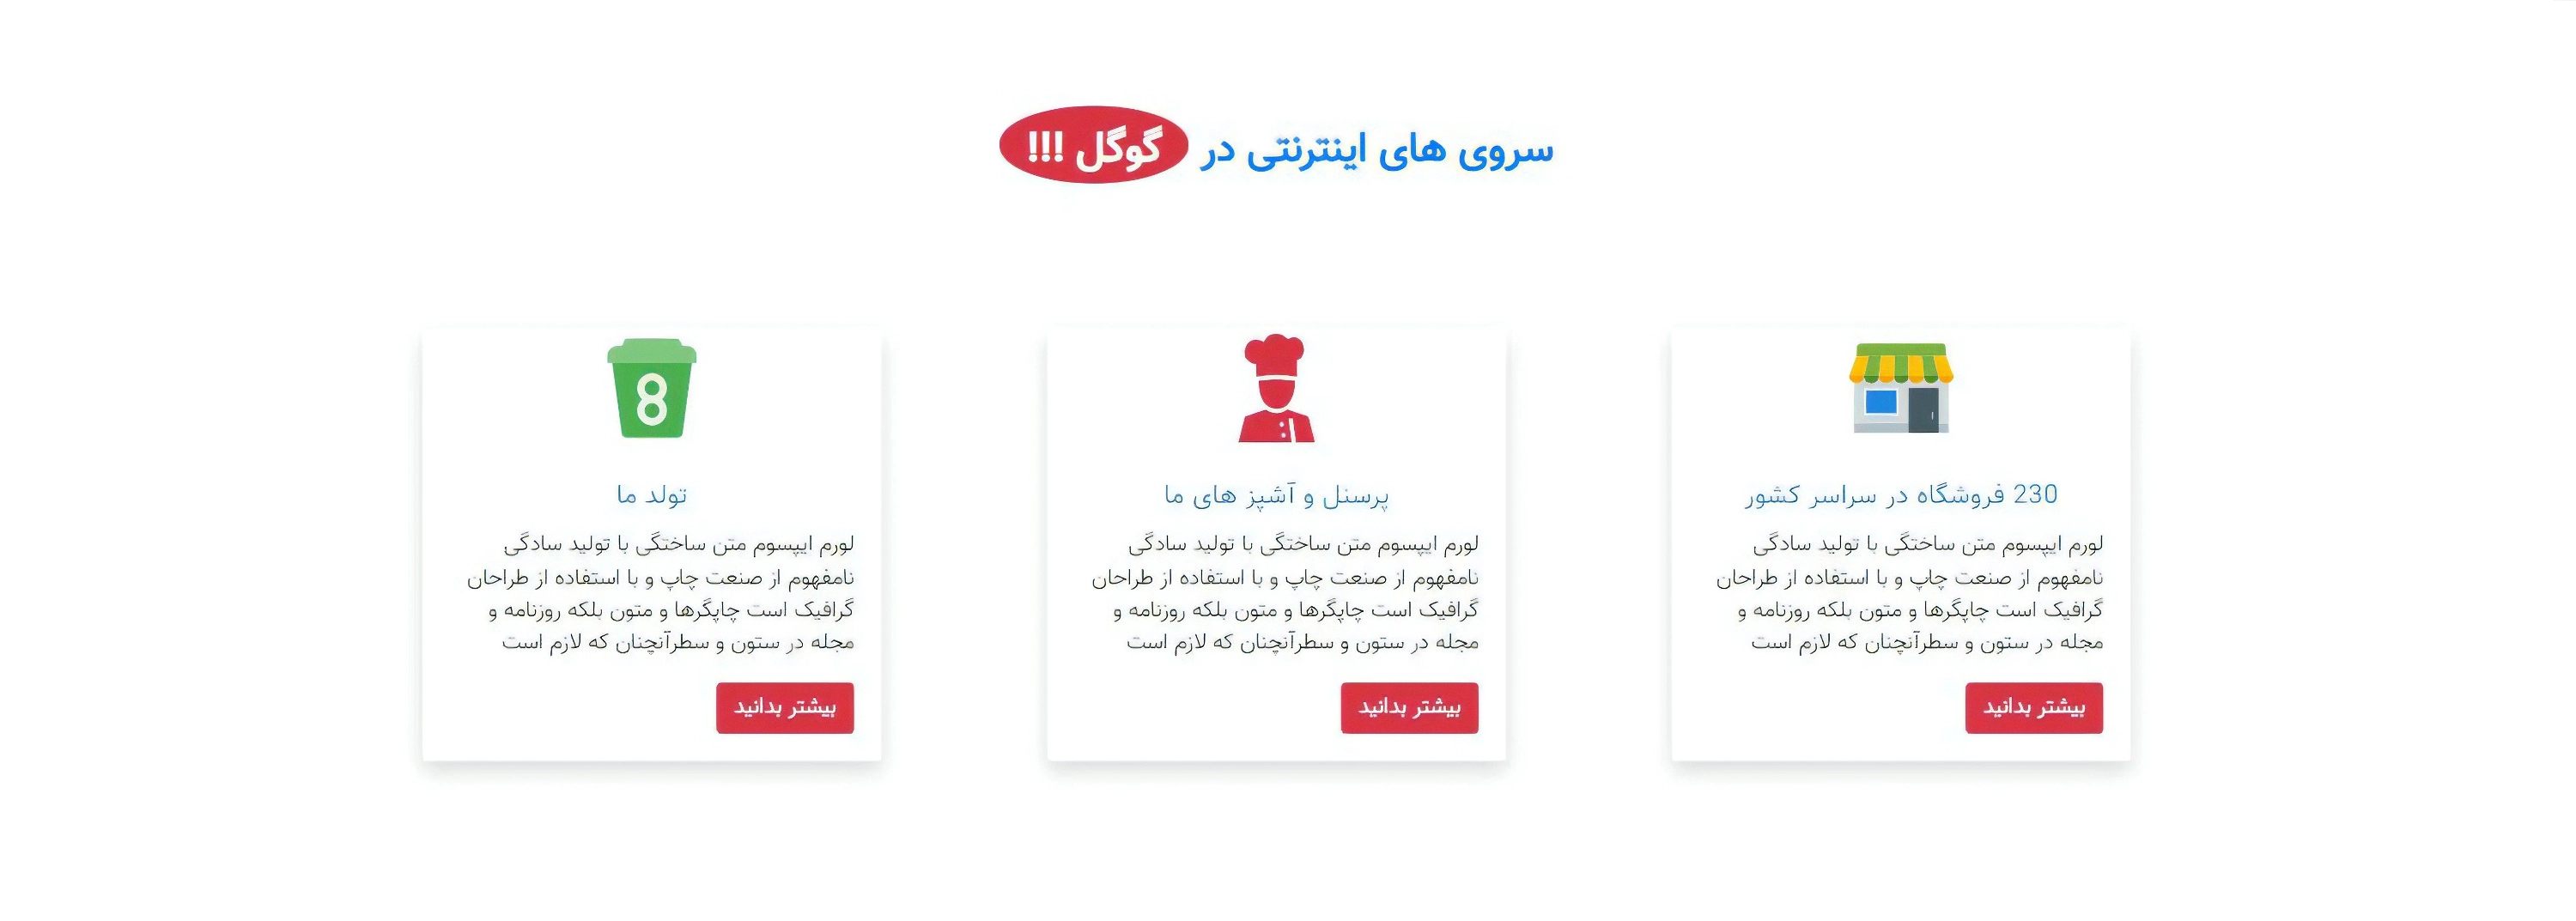 سروی های اینترنتی در گوگل !!!
230 فروشگاه در سراسر کشور
لورم ایپسوم متن ساختگی با تولید سادگی
نامفهوم از صنعت چاپ و با استفاده از طراحان
گرافیک است چاپگرها و متون بلکه روزنامه و
مجله در ستون و سطرآنچنان که لازم است
بیشتر بدانید
پرسنل و آشپز های ما
لورم ایپسوم متن ساختگی با تولید سادگی
نامفهوم از صنعت چاپ و با استفاده از طراحان
گرافیک است چاپگرها و متون بلکه روزنامه و
مجله در ستون و سطرآنچنان که لازم است
بیشتر بدانید
8
تولد ما
لورم ایپسوم متن ساختگی با تولید سادگی
نامفهوم از صنعت چاپ و با استفاده از طراحان
گرافیک است چاپگرها و متون بلکه روزنامه و
مجله در ستون و سطرآنچنان که لازم است
بیشتر بدانید